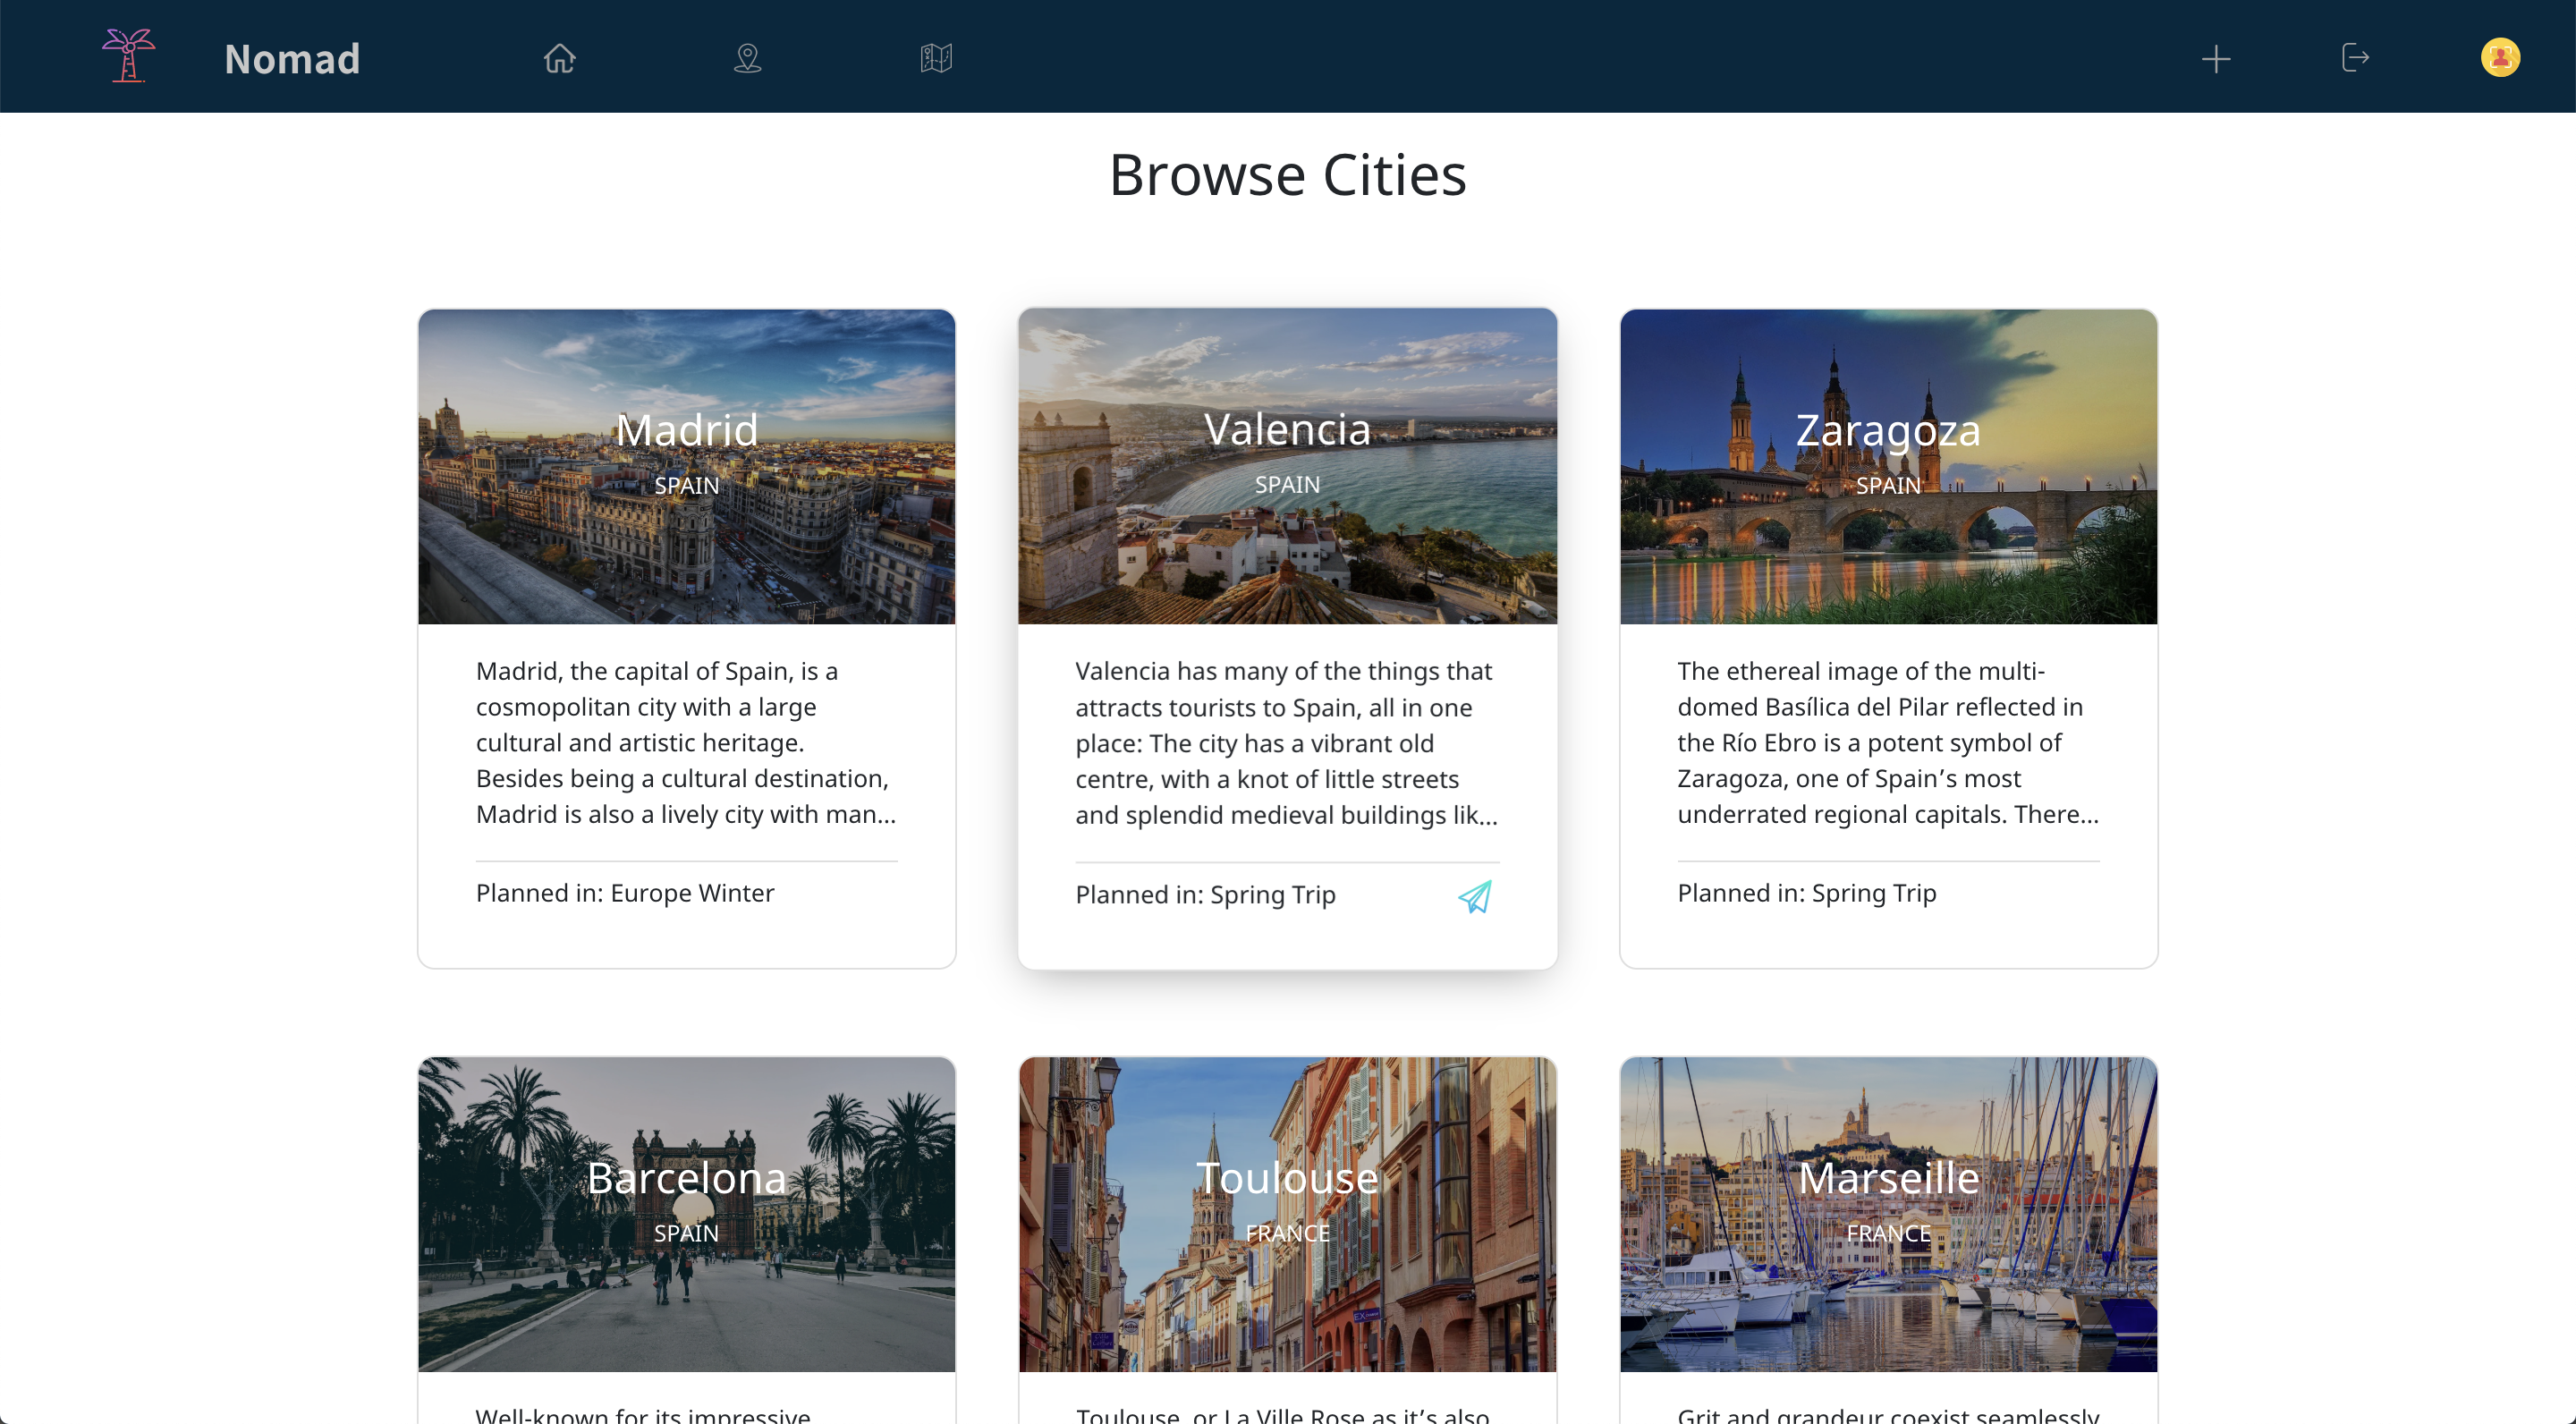 Nomad
Browse Cities
Madrid
SPAIN
Madrid, the capital of Spain, is a
cosmopolitan city with a large
cultural and artistic heritage.
Besides being a cultural destination,
Madrid is also a lively city with man...
Planned in: Europe Winter
Valencia
SPAIN
Valencia has many of the things that
attracts tourists to Spain, all in one
place: The city has a vibrant old
centre, with a knot of little streets
and splendid medieval buildings lik...
Planned in: Spring Trip
Zaragoza
SPAIN
The ethereal image of the multi-
domed Basílica del Pilar reflected in
the Río Ebro is a potent symbol of
Zaragoza, one of Spain’s most
underrated regional capitals. There...
Planned in: Spring Trip
Barcelona
SPAIN
Well-known for its impressive
Toulouse
FRANCE
Toulouse, or La Ville Rose as it’s also
Marseille
FRANCE
Grit and grandeur coexist seamlessly